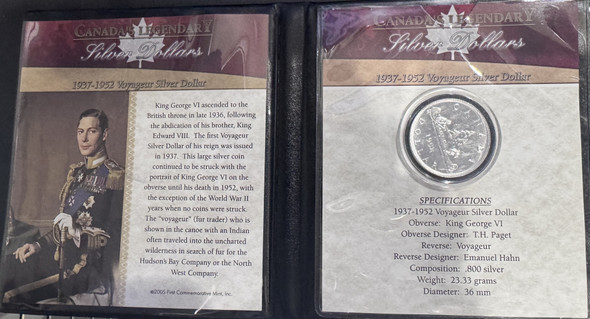 CANADA'S LEGENDARY
Silver Dollars
1937-1952 Voyageur Silver Dollar
King George VI ascended to the
British throne in late 1936, following
the abdication of his brother, King
Edward VIII. The first Voyageur
Silver Dollar of his reign was issued
in 1937. This large silver coin
continued to be struck with the
portrait of King George VI on the
obverse until his death in 1952, with
the exception of the World War II
years when no coins were struck.
The "voyageur" (fur trader) who is
shown in the canoe with an Indian
often traveled into the uncharted
wilderness in search of fur for the
Hudson's Bay Company or the North
West Company.
©2005 First Commemorative Mint, Inc.
CANADA'S LEGENDARY
Silver Dollars
1937-1952 Voyageur Silver Dollar
CANADA
SPECIFICATIONS
1937-1952 Voyageur Silver Dollar
Obverse: King George VI
Obverse Designer: T.H. Paget
Reverse: Voyageur
Reverse Designer: Emanuel Hahn
Composition: .800 silver
Weight: 23.33 grams
Diameter: 36 mm